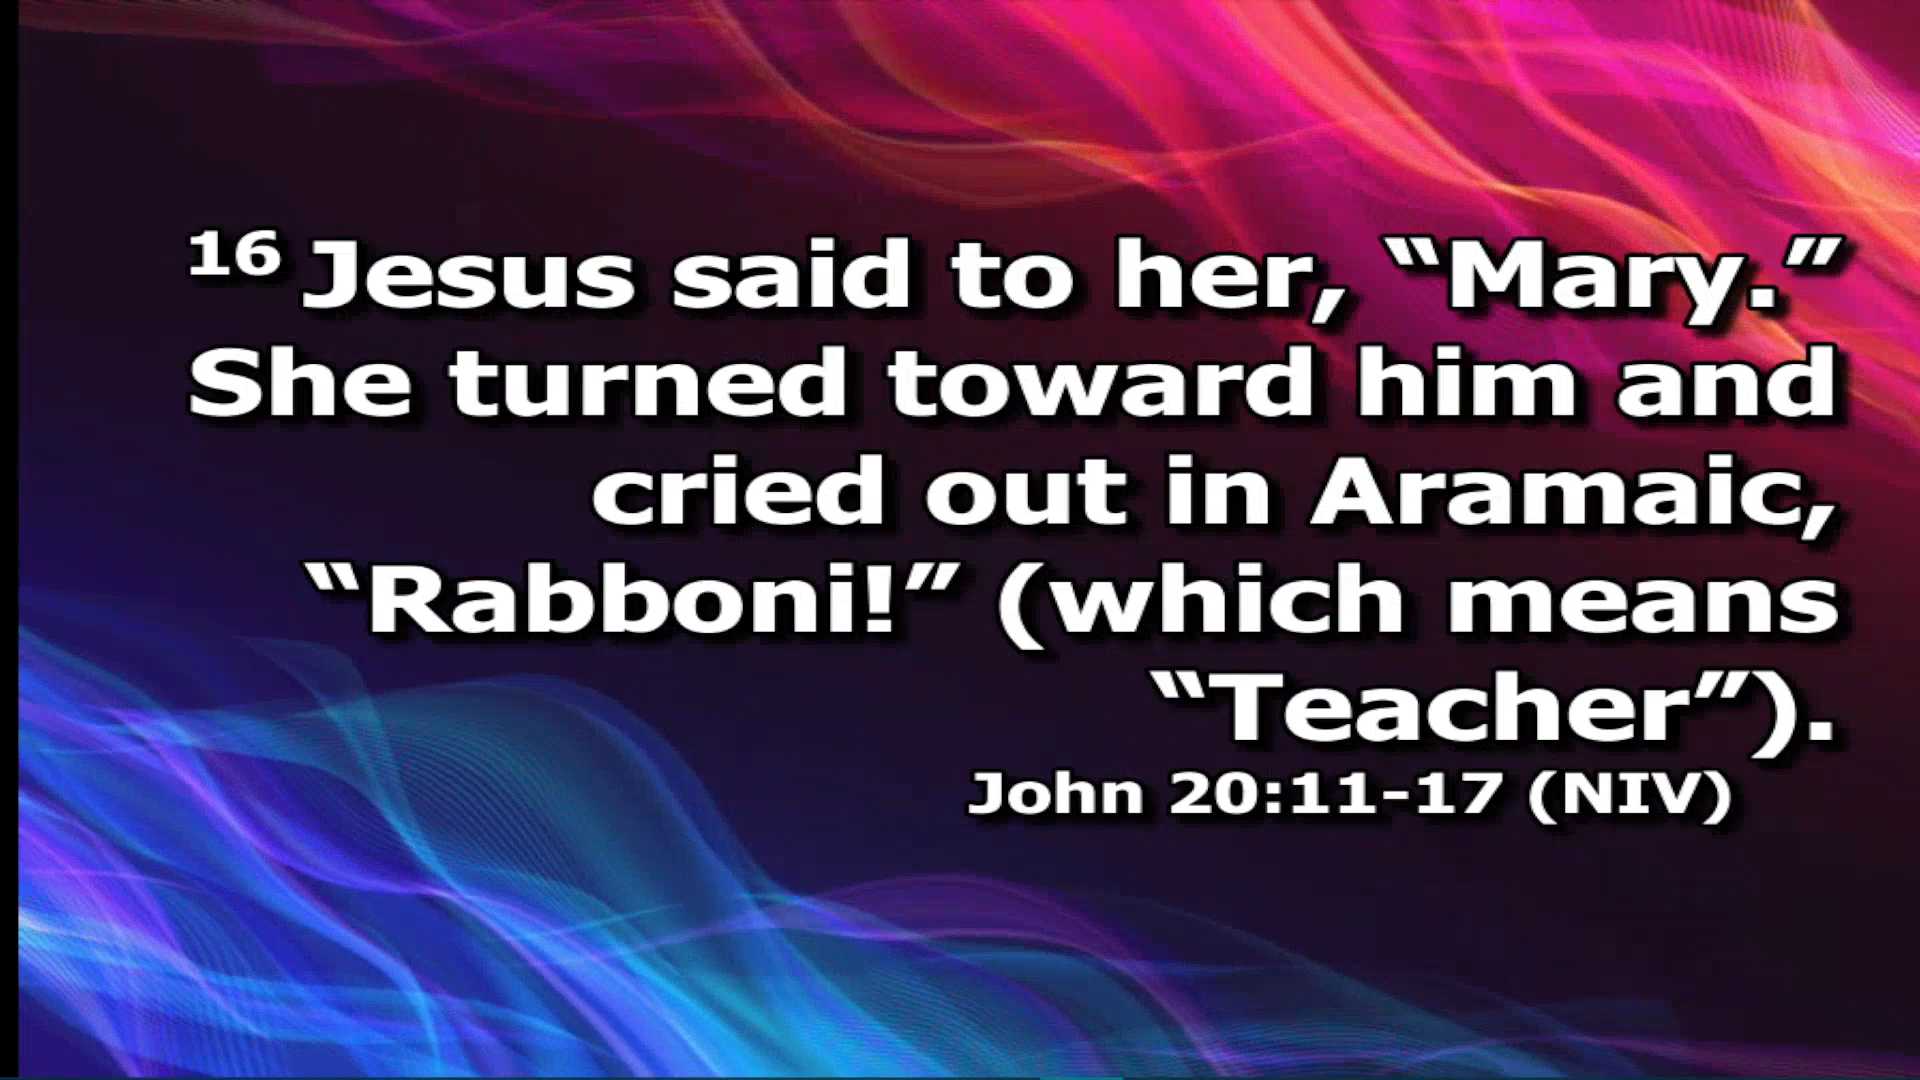 16 Jesus said to her, “Mary.”
She turned toward him and
cried out in Aramaic,
“Rabboni!” (which means
“Teacher”).
John 20:11-17 (NIV)